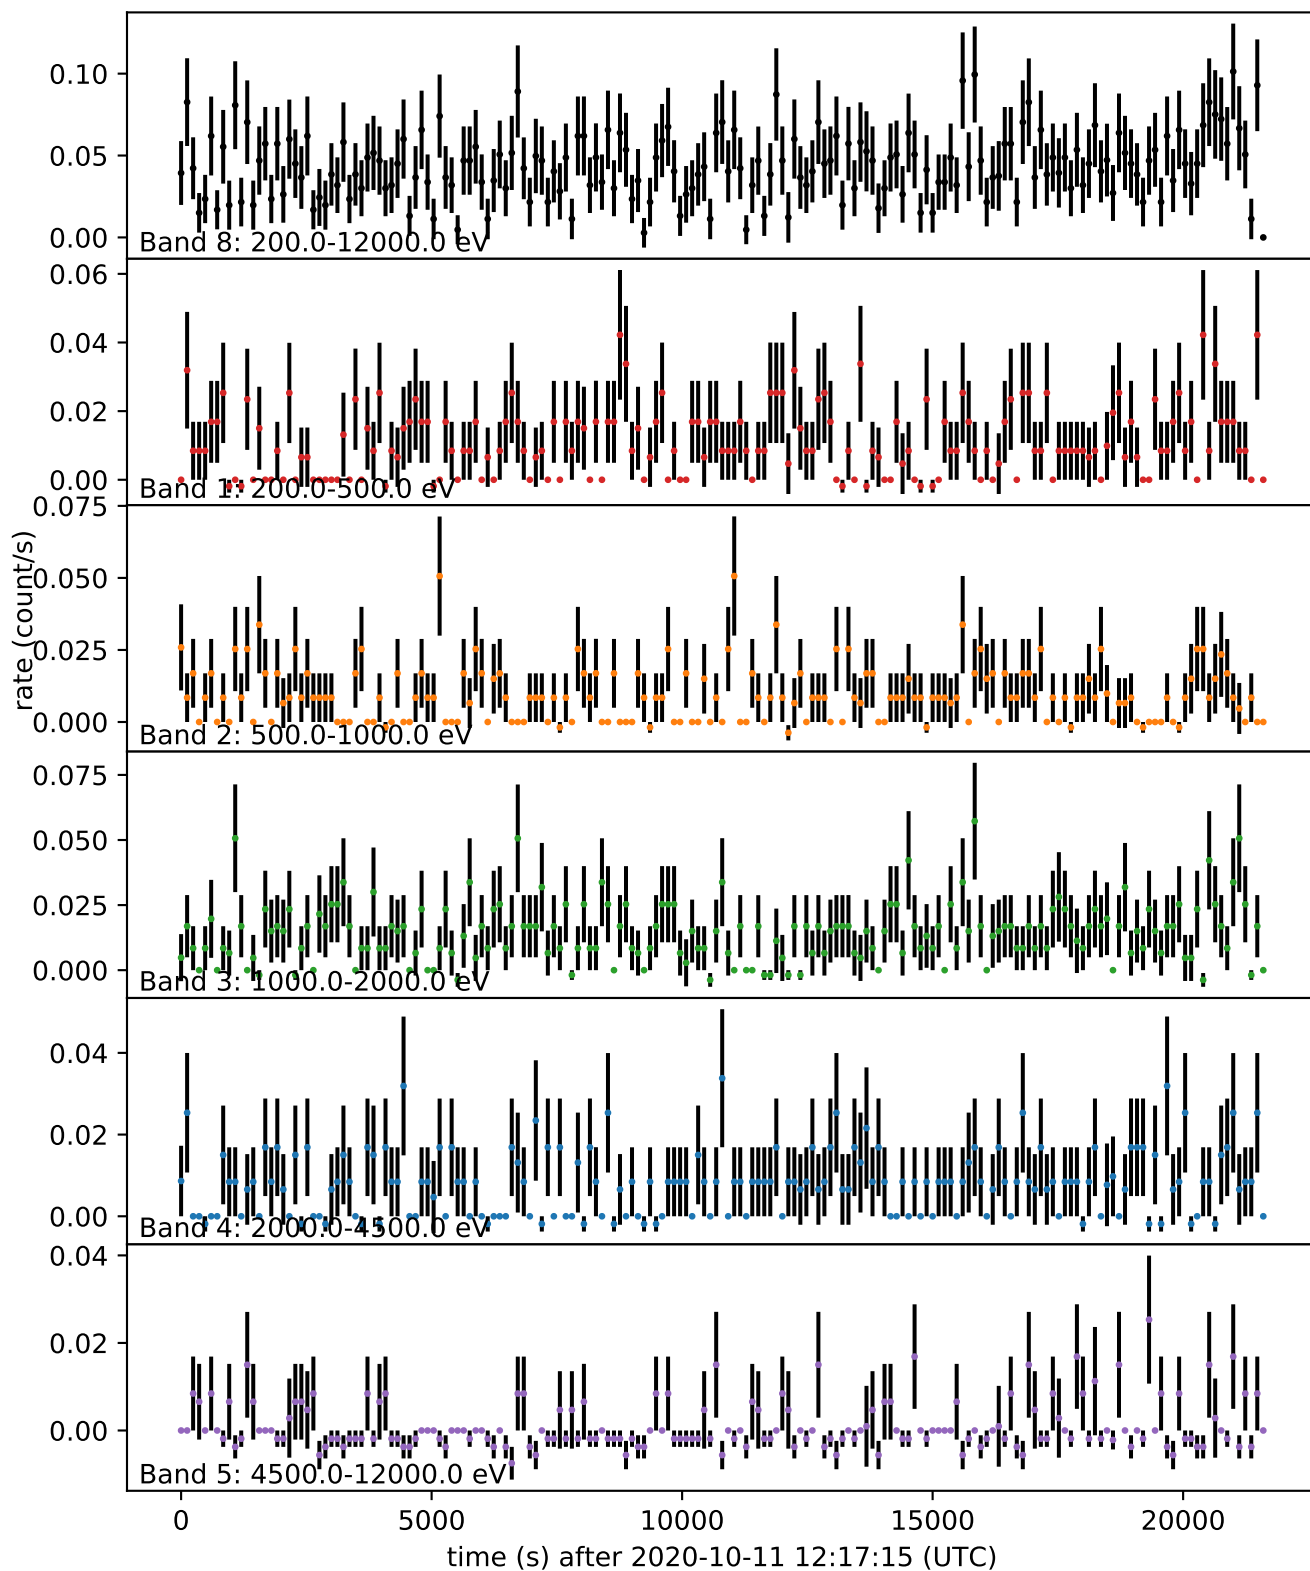 0.10
0.05
0.00
Band 8: 200.0-12000.0 eV
0.06
0.04
0.02
0.00
Band 1: 200.0-500.0 eV
0.075
0.050
0.025
0.000
Band 2: 500.0-1000.0 eV
rate (count/s)
0.075
0.050
0.025
0.000
Band 3: 1000.0-2000.0 eV
0.04
0.02
0.00
Band 4: 2000.0-4500.0 eV
0.04
0.02
0.00
Band 5: 4500.0-12000.0 eV
0 5000 10000 15000 20000
time (s) after 2020-10-11 12:17:15 (UTC)